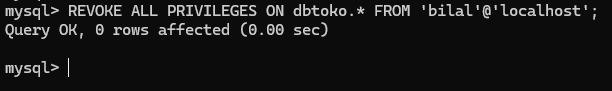 mysql> REVOKE ALL PRIVILEGES ON dbtoko.* FROM 'bilal'@'localhost';
Query OK, 0 rows affected (0.00 sec)
mysql>